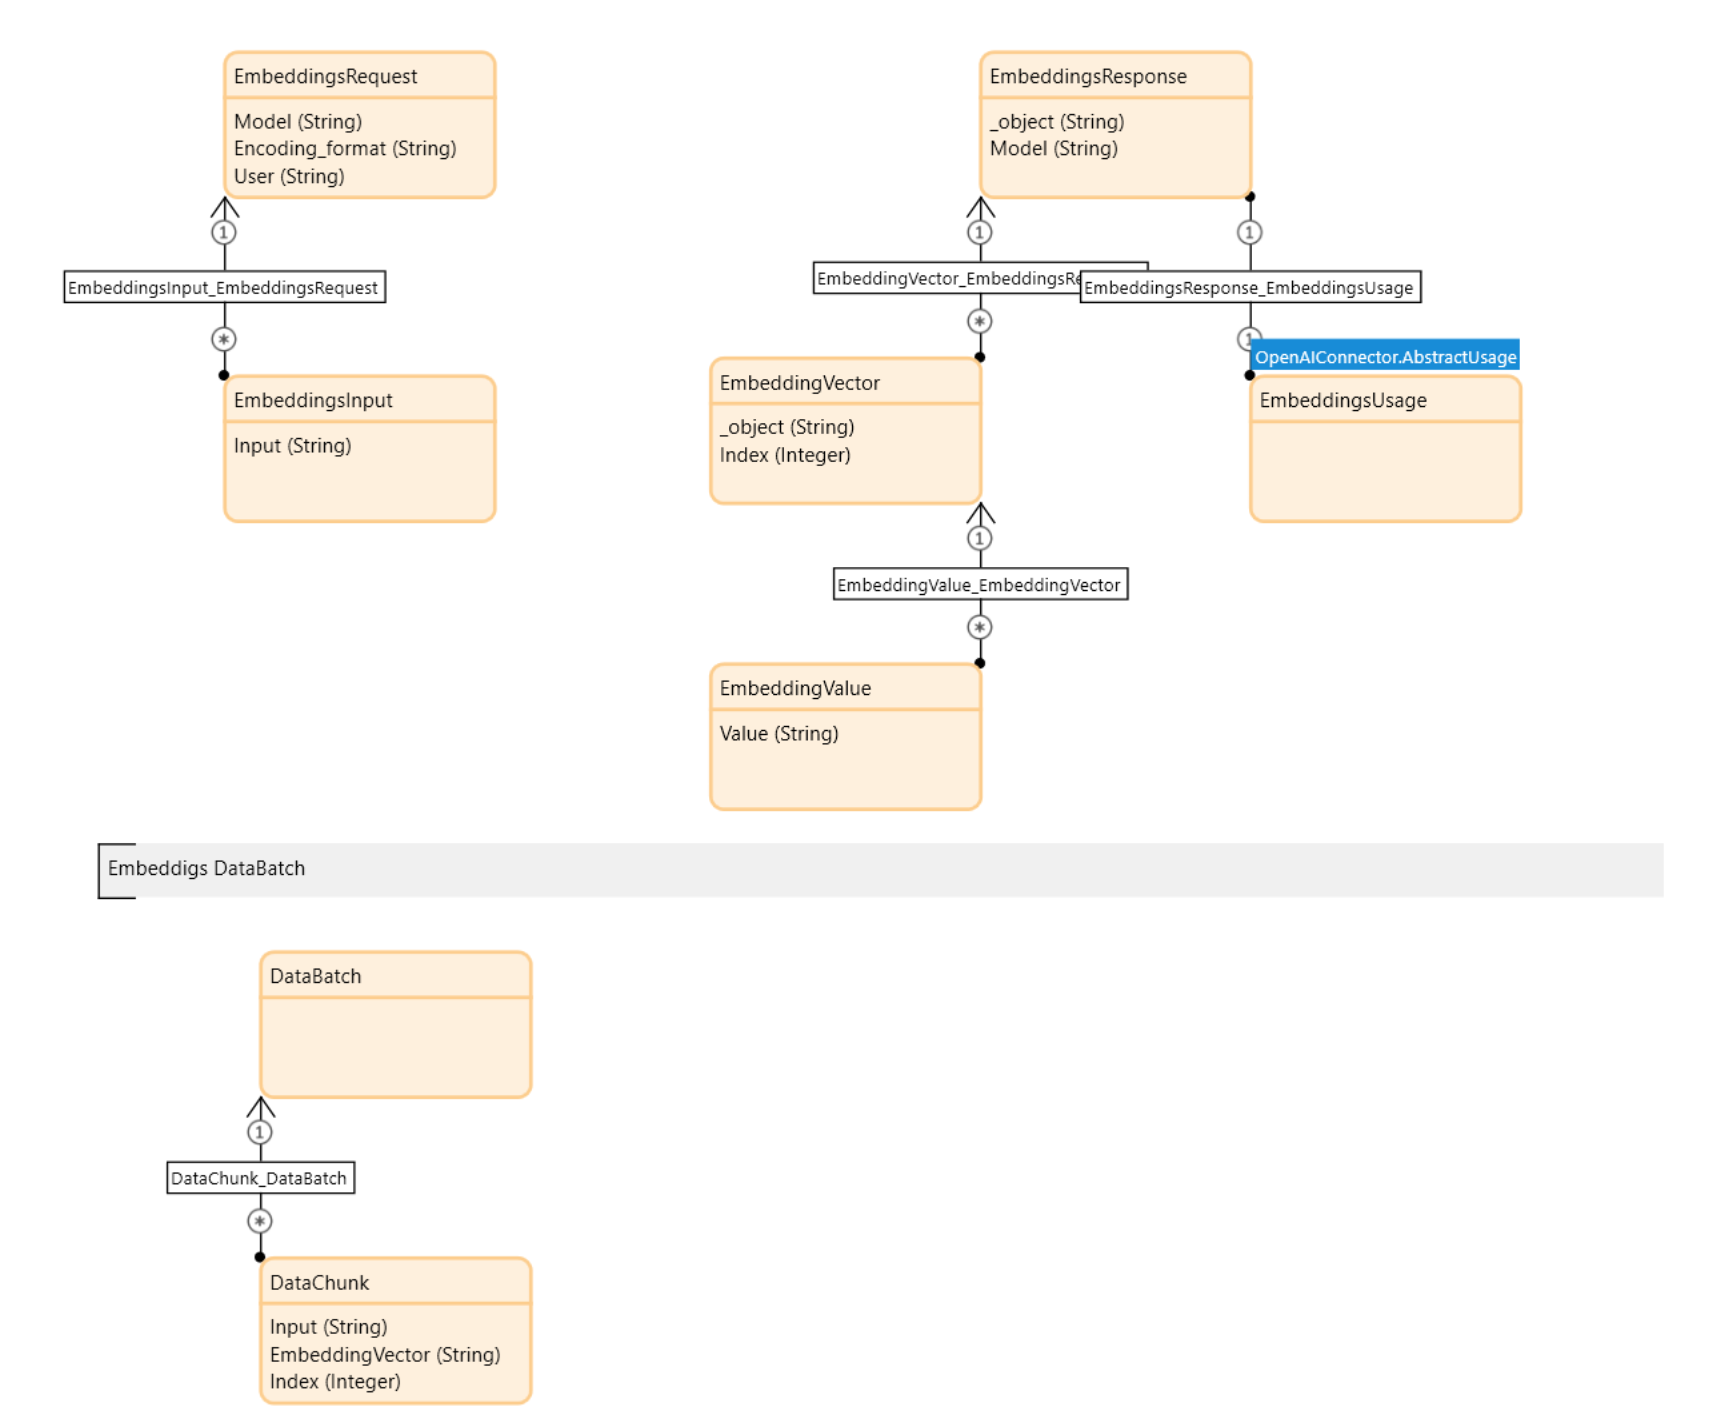 EmbeddingsRequest
Model (String)
Encoding_format (String)
User (String)
1
EmbeddingsInput_EmbeddingsRequest
*
EmbeddingsInput
Input (String)
EmbeddingsResponse
_object (String)
Model (String)
1
1
EmbeddingVector_EmbeddingsRe
EmbeddingsResponse_EmbeddingsUsage
*
1
OpenAIConnector.AbstractUsage
EmbeddingVector
_object (String)
Index (Integer)
EmbeddingsUsage
1
EmbeddingValue_EmbeddingVector
*
EmbeddingValue
Value (String)
Embeddigs DataBatch
DataBatch
1
DataChunk_DataBatch
*
DataChunk
Input (String)
EmbeddingVector (String)
Index (Integer)